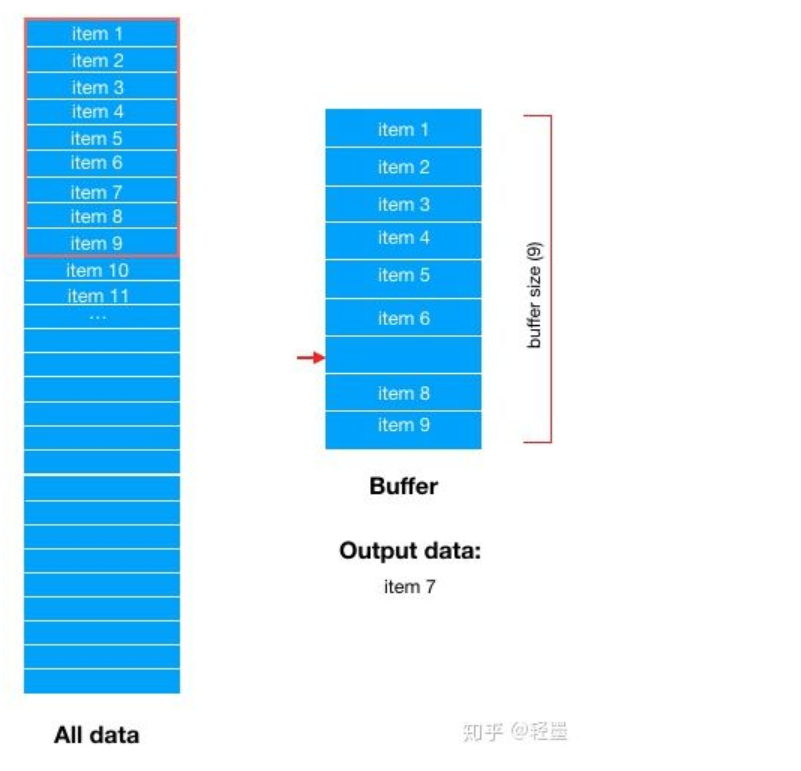 item 1
item 2
item 3
item 4
item 5
item 6
item 7
item 8
item 9
item 10
item 11
...
All data
item 1
item 2
item 3
item 4
item 5
item 6
item 8
item 9
buffer size (9)
Buffer
Output data:
item 7
知乎 @轻墨